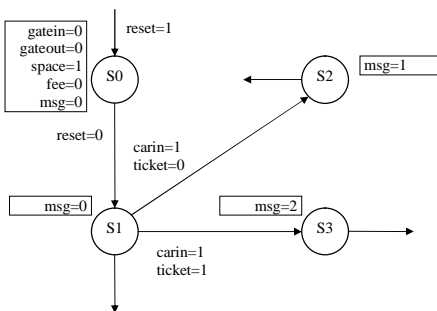 gatein=0
gateout=0
space=1
fee=0
msg=0
reset=1
S0
S2
msg=1
reset=0
carin=1
ticket=0
msg=0
S1
msg=2
S3
carin=1
ticket=1